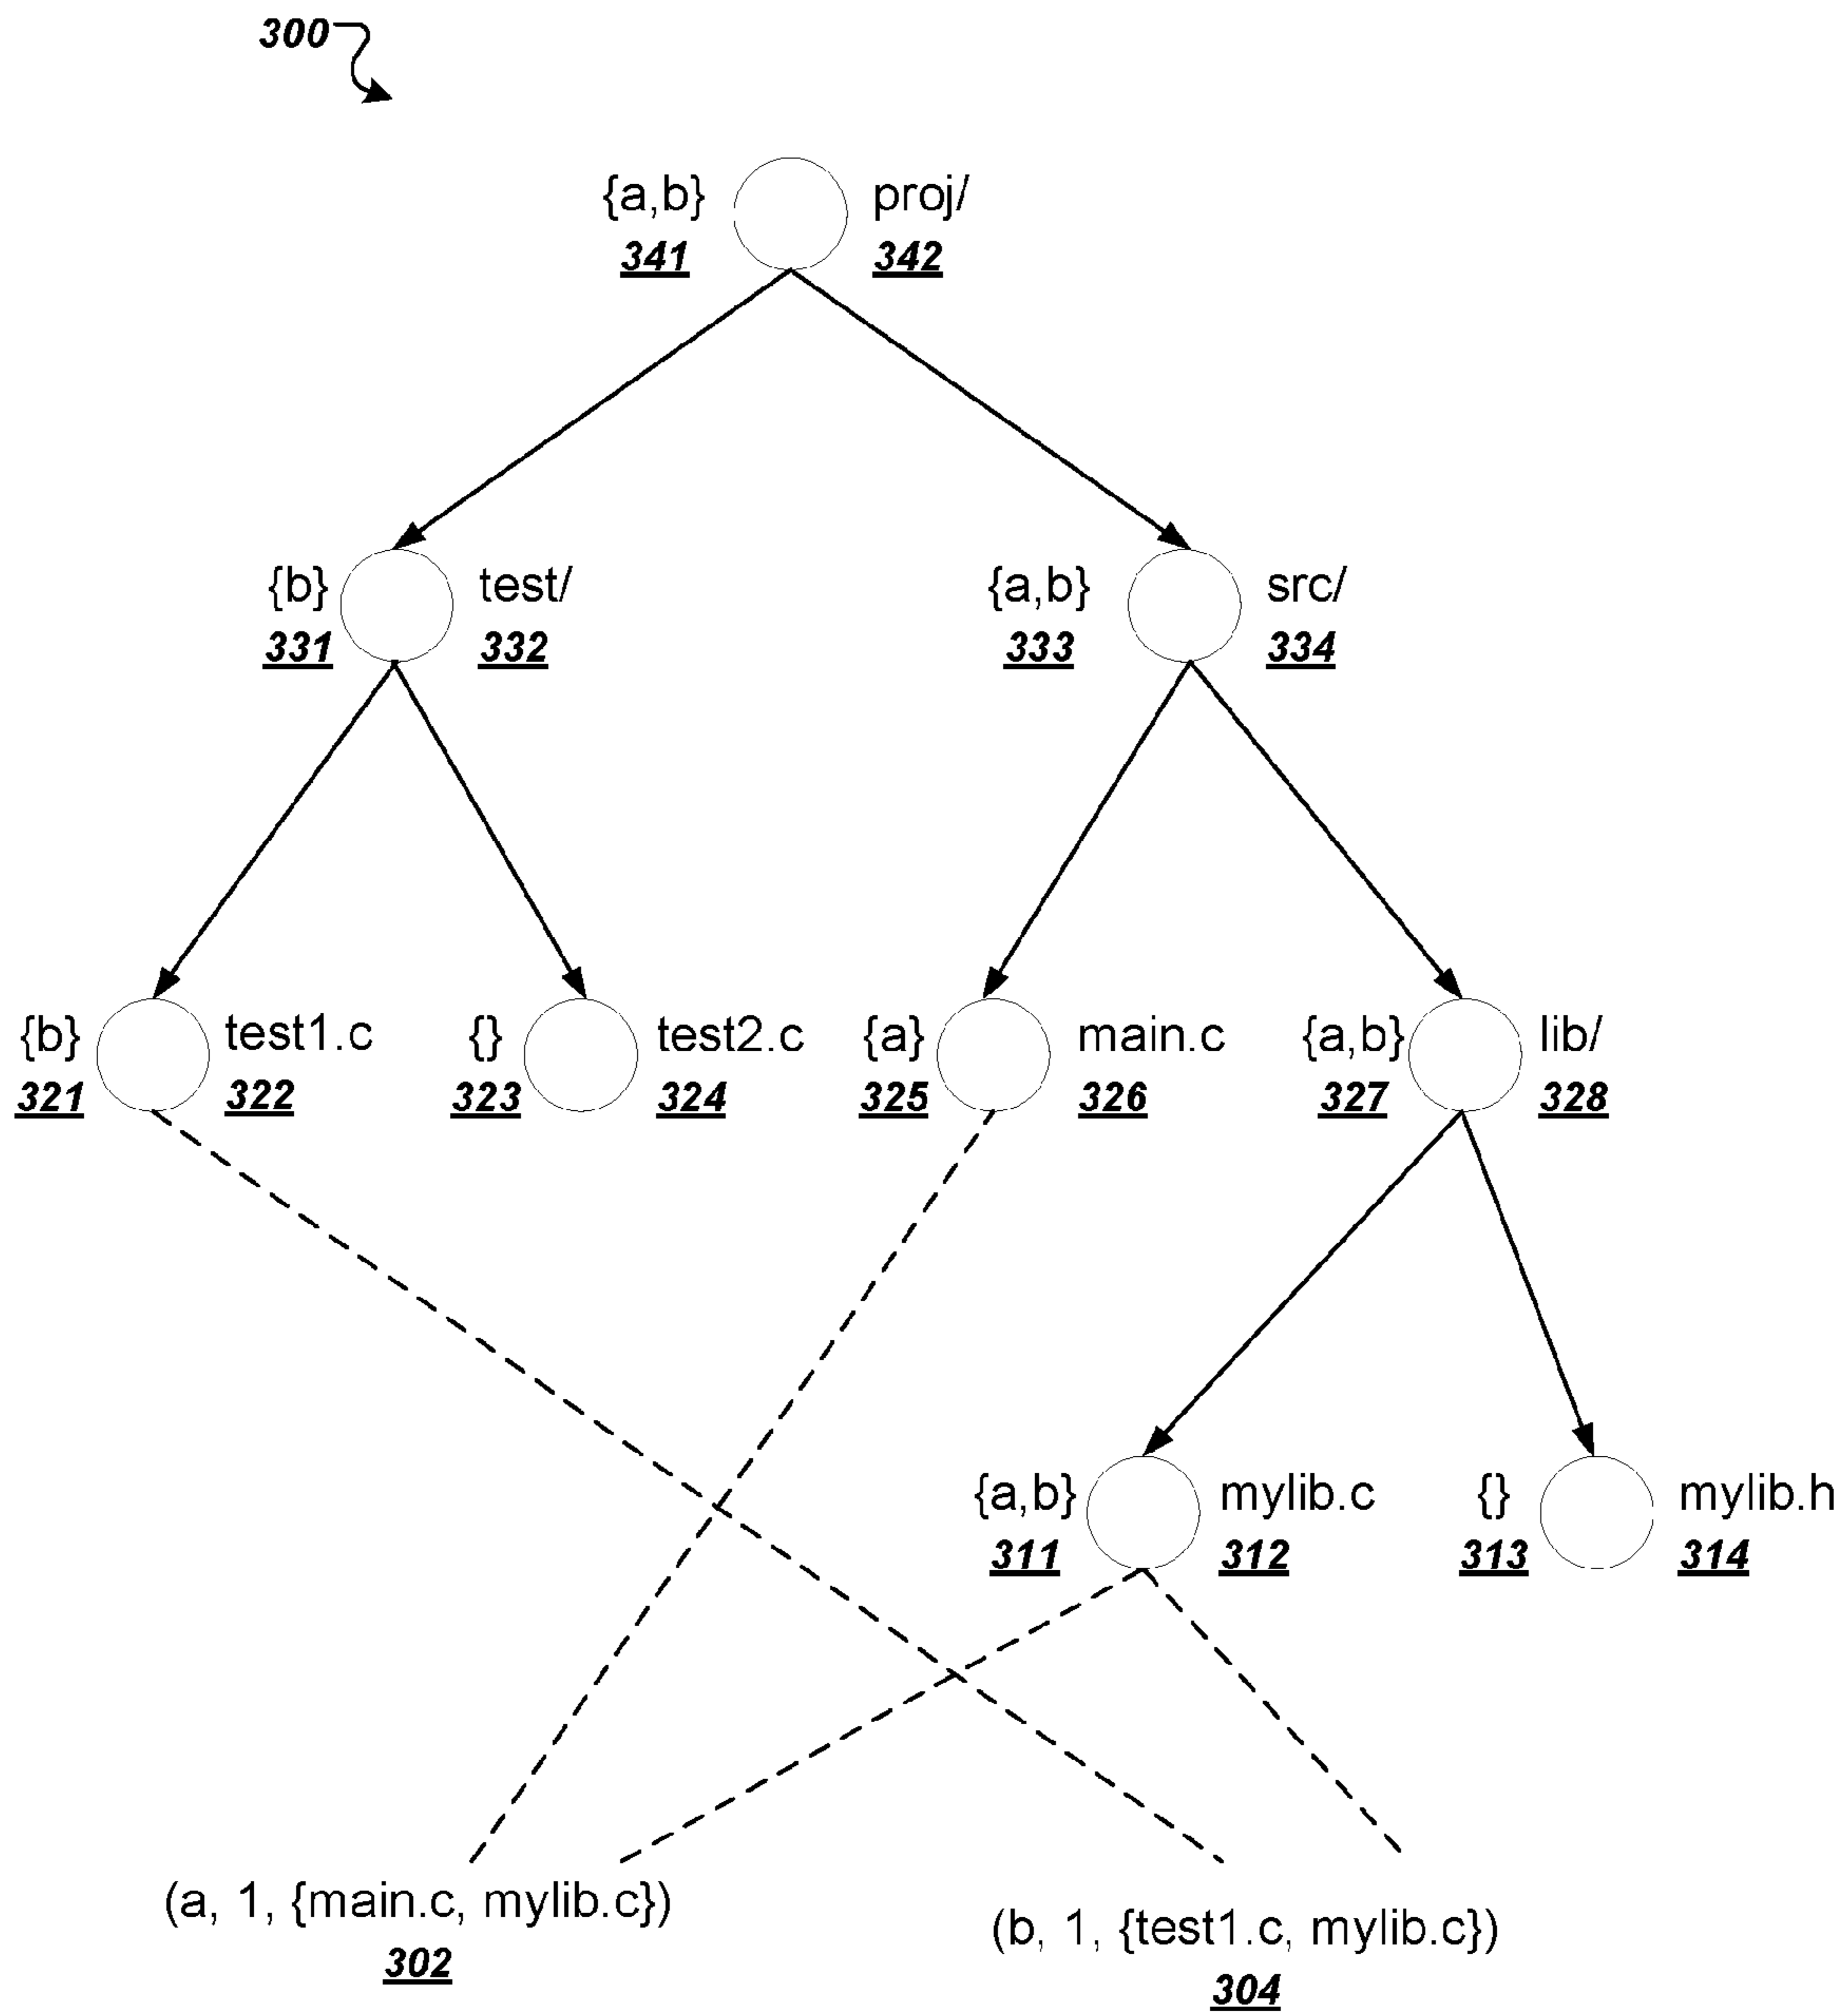 300
{a,b} proj/
341 342
{b} test/ {a,b} src/
331 332 333 334
{b} test1.c {} test2.c {a} main.c {a,b} lib/
321 322 323 324 325 326 327 328
{a,b} mylib.c {} mylib.h
311 312 313 314
(a, 1, {main.c, mylib.c})
302
(b, 1, {test1.c, mylib.c})
304